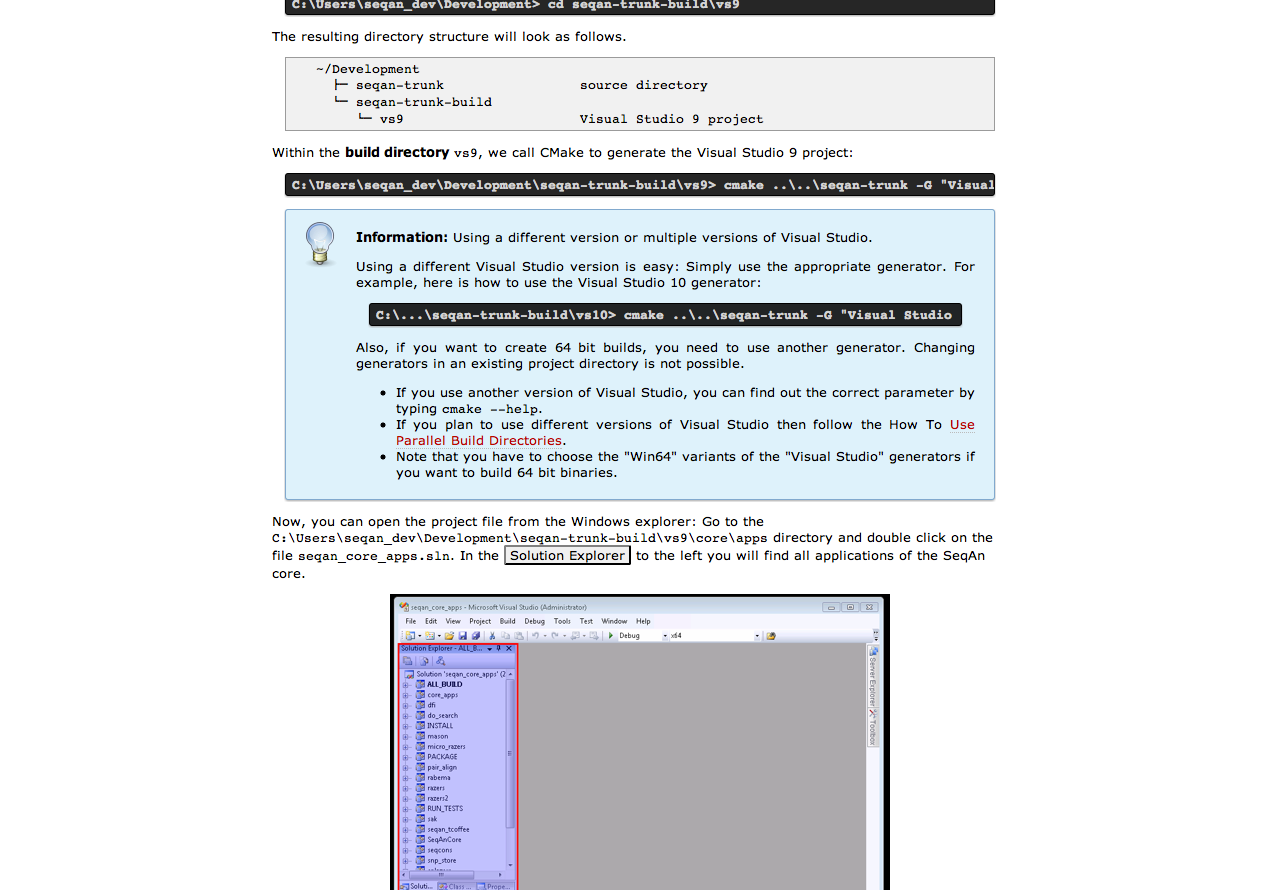 C:\Users\seqan_dev\Development> cd seqan-trunk-build\vs9
The resulting directory structure will look as follows.
~/Development
├─ seqan-trunk source directory
└─ seqan-trunk-build
└─ vs9 Visual Studio 9 project
Within the build directory vs9, we call CMake to generate the Visual Studio 9 project:
C:\Users\seqan_dev\Development\seqan-trunk-build\vs9> cmake ..\..\seqan-trunk -G "Visual
Information: Using a different version or multiple versions of Visual Studio.
Using a different Visual Studio version is easy: Simply use the appropriate generator. For
example, here is how to use the Visual Studio 10 generator:
C:\...\seqan-trunk-build\vs10> cmake ..\..\seqan-trunk -G "Visual Studio
Also, if you want to create 64 bit builds, you need to use another generator. Changing
generators in an existing project directory is not possible.
• If you use another version of Visual Studio, you can find out the correct parameter by
typing cmake --help.
• If you plan to use different versions of Visual Studio then follow the How To Use
Parallel Build Directories.
• Note that you have to choose the "Win64" variants of the "Visual Studio" generators if
you want to build 64 bit binaries.
Now, you can open the project file from the Windows explorer: Go to the
C:\Users\seqan_dev\Development\seqan-trunk-build\vs9\core\apps directory and double click on the
file seqan_core_apps.sln. In the Solution Explorer to the left you will find all applications of the SeqAn
core.
seqan_core_apps - Microsoft Visual Studio (Administrator)
File Edit View Project Build Debug Tools Test Window Help
Debug x64
Solution Explorer - ALL_B...
Solution 'seqan_core_apps' (2
ALL_BUILD
core_apps
dfi
do_search
INSTALL
mason
micro_razers
PACKAGE
pair_align
rabema
razers
razers2
RUN_TESTS
sak
seqan_tcoffee
SeqAnCore
seqcons
snp_store
Soluti... Class ... Prope...
Server Explorer
Toolbox